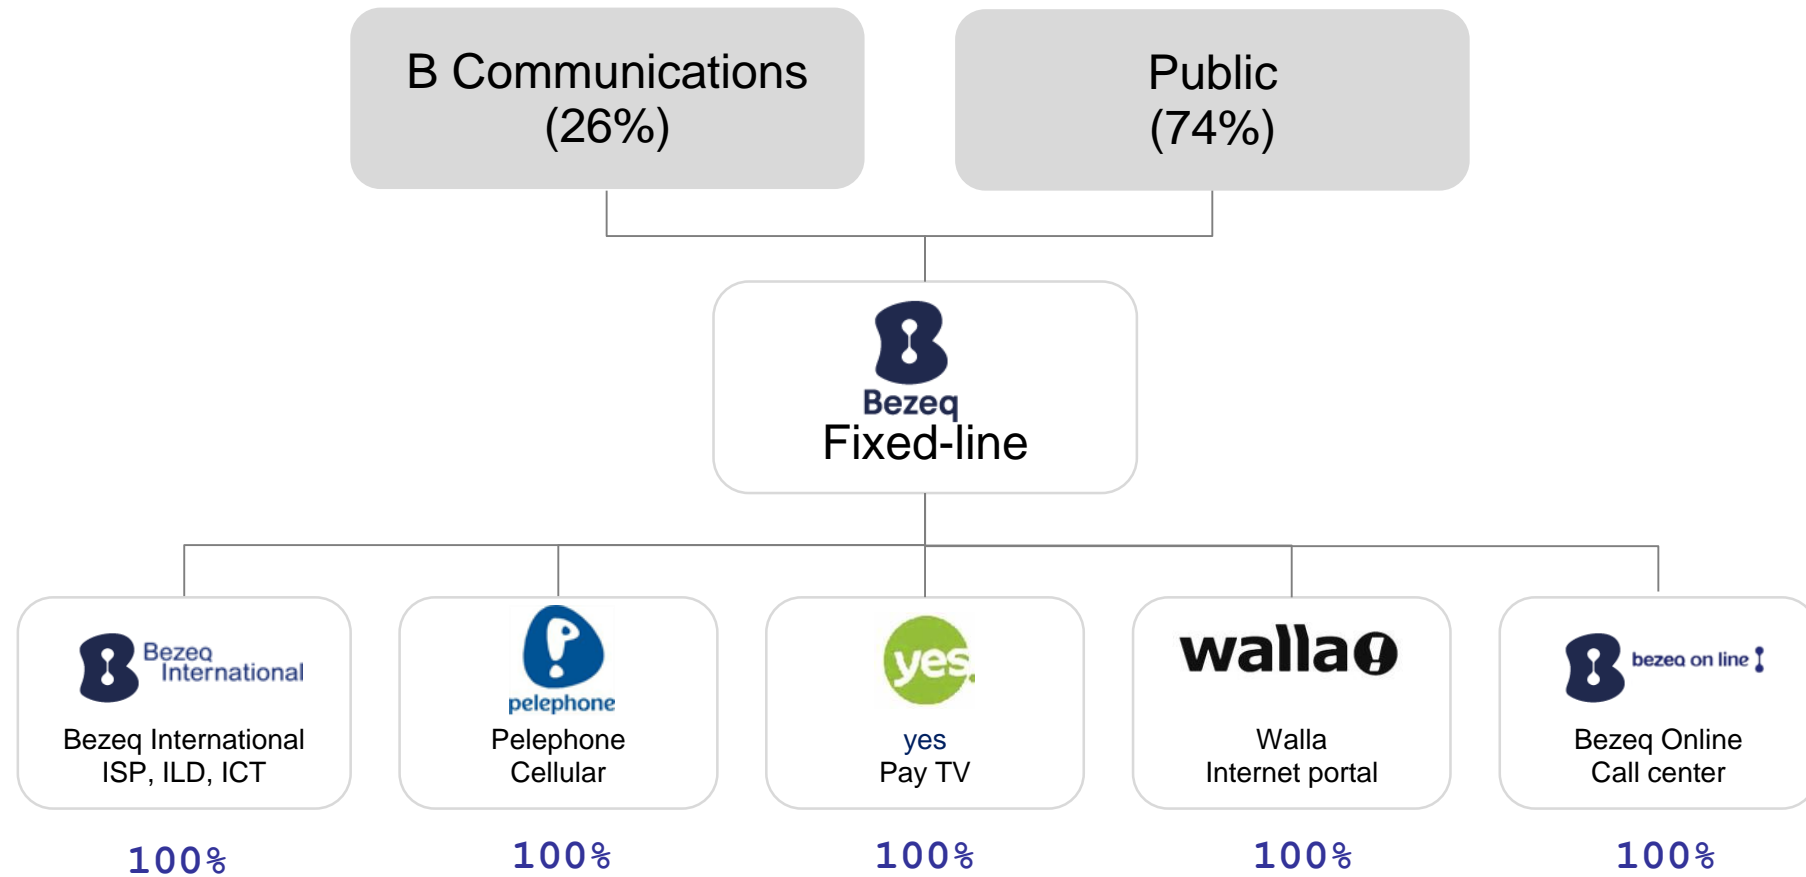 B Communications
(26%)
Public
(74%)
Bezeq
Fixed-line
Bezeq
International
Bezeq International
ISP, ILD, ICT
100%
pelephone
Pelephone
Cellular
100%
yes
yes
Pay TV
100%
walla!
Walla
Internet portal
100%
bezeq on line
Bezeq Online
Call center
100%